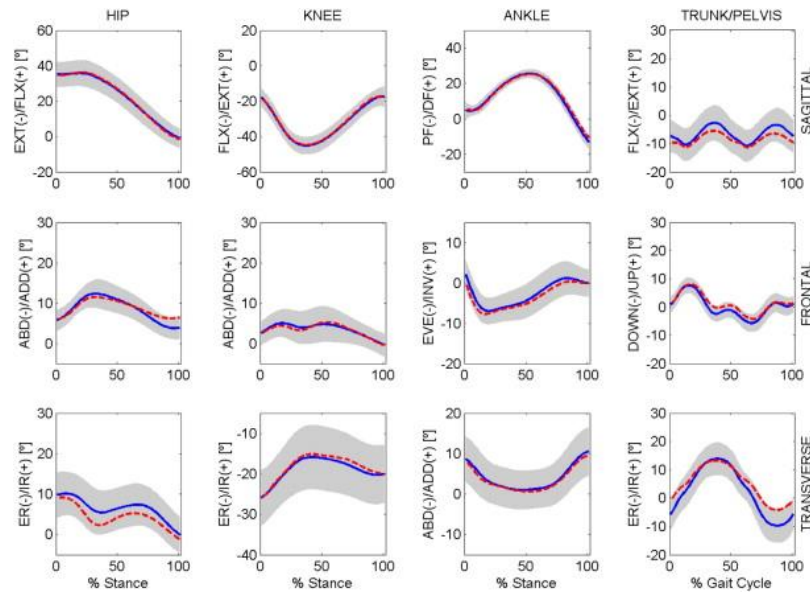 HIP KNEE ANKLE TRUNK/PELVIS
EXT(-)/FLX(+) [º] 60 40 20 0 -20 0 50 100
FLX(-)/EXT(+) [º] 0 -20 -40 -60 0 50 100
PF(-)/DF(+) [º] 40 20 0 -20 0 50 100
FLX(-)/EXT(+) [º] 10 0 -10 -20 0 50 100 SAGITTAL
ABD(-)/ADD(+) [º] 30 20 10 0 0 50 100
ABD(-)/ADD(+) [º] 30 20 10 0 0 50 100
EVE(-)/INV(+) [º] 10 0 -10 -20 0 50 100
DOWN(-)/UP(+) [º] 30 20 10 0 -10 0 50 100 FRONTAL
ER(-)/IR(+) [º] 30 20 10 0 0 50 100
ER(-)/IR(+) [º] -10 -20 -30 -40 0 50 100
ABD(-)/ADD(+) [º] 20 10 0 -10 0 50 100
ER(-)/IR(+) [º] 30 20 10 0 -10 -20 0 50 100 TRANSVERSE
% Stance % Stance % Stance % Gait Cycle